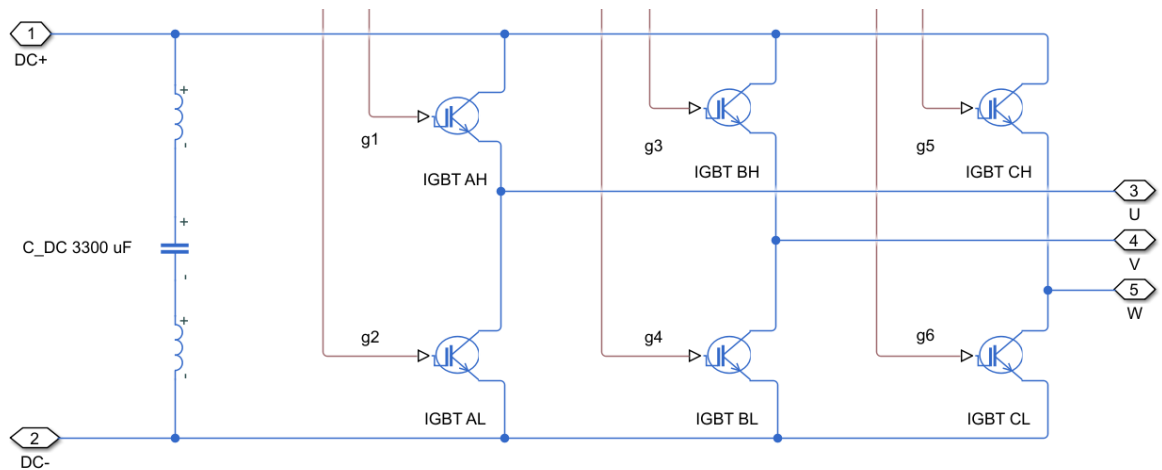 1
DC+
+
-
g1
IGBT AH
g3
IGBT BH
g5
IGBT CH
3
U
+
C_DC 3300 uF
-
4
V
5
W
+
-
g2
IGBT AL
g4
IGBT BL
g6
IGBT CL
2
DC-